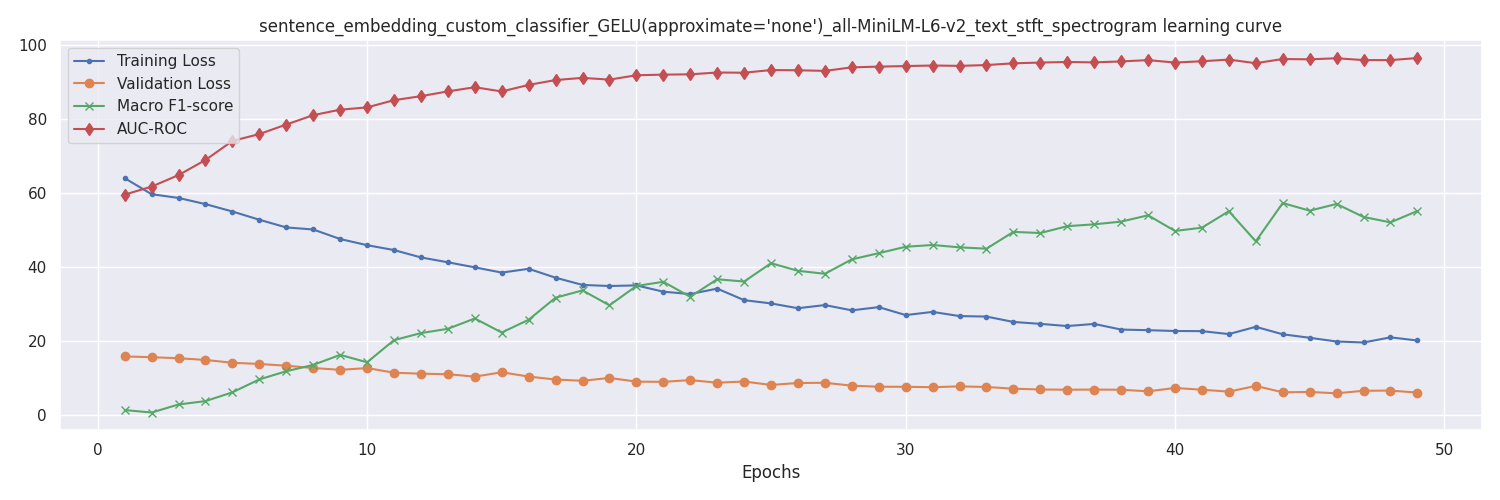 sentence_embedding_custom_classifier_GELU(approximate='none')_all-MiniLM-L6-v2_text_stft_spectrogram learning curve
100
80
60
40
20
0
Training Loss
Validation Loss
Macro F1-score
AUC-ROC
0
10
20
30
40
50
Epochs